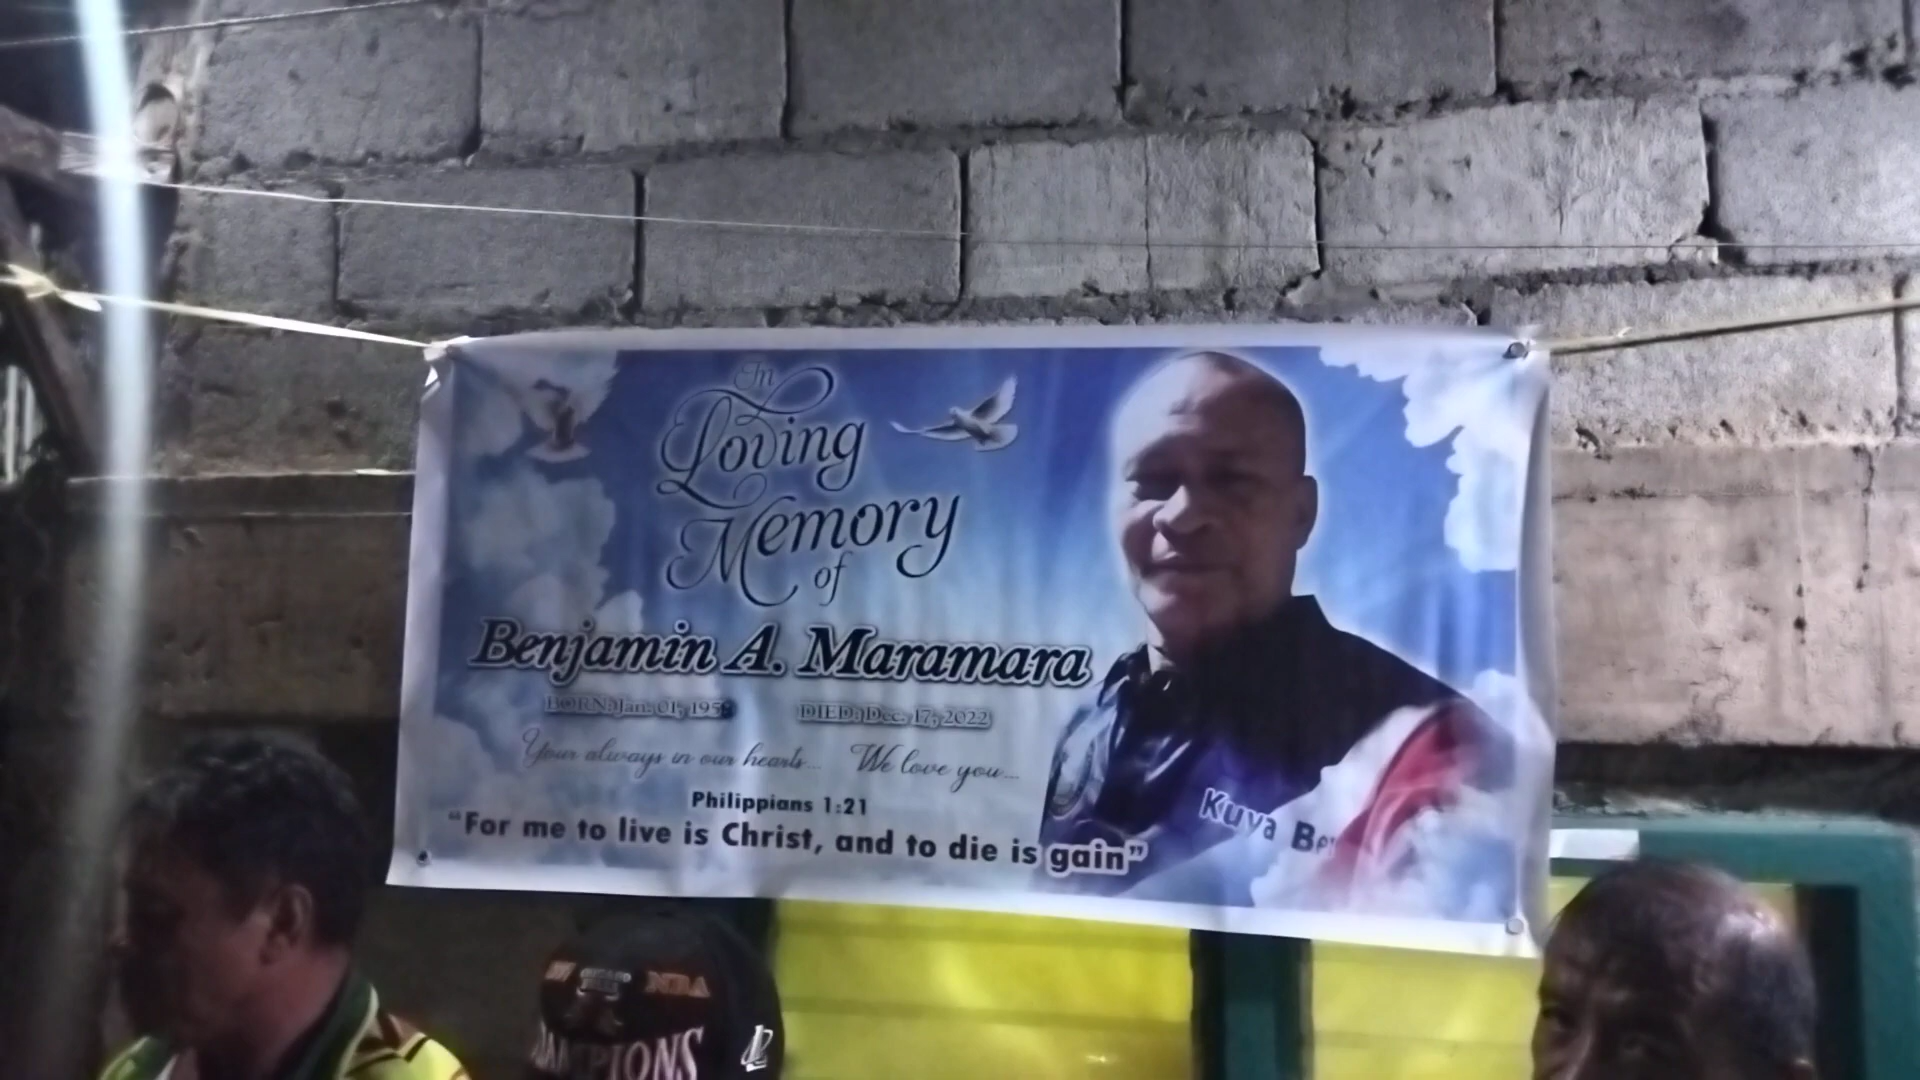 In
Loving
Memory
of
Benjamin A. Maramara
BORN: Jan. 01, DIED: Dec. 17, 2022
Your always in our hearts... We love you...
Philippians 1:21
"For me to live is Christ, and to die is gain"
Kuya
NBA